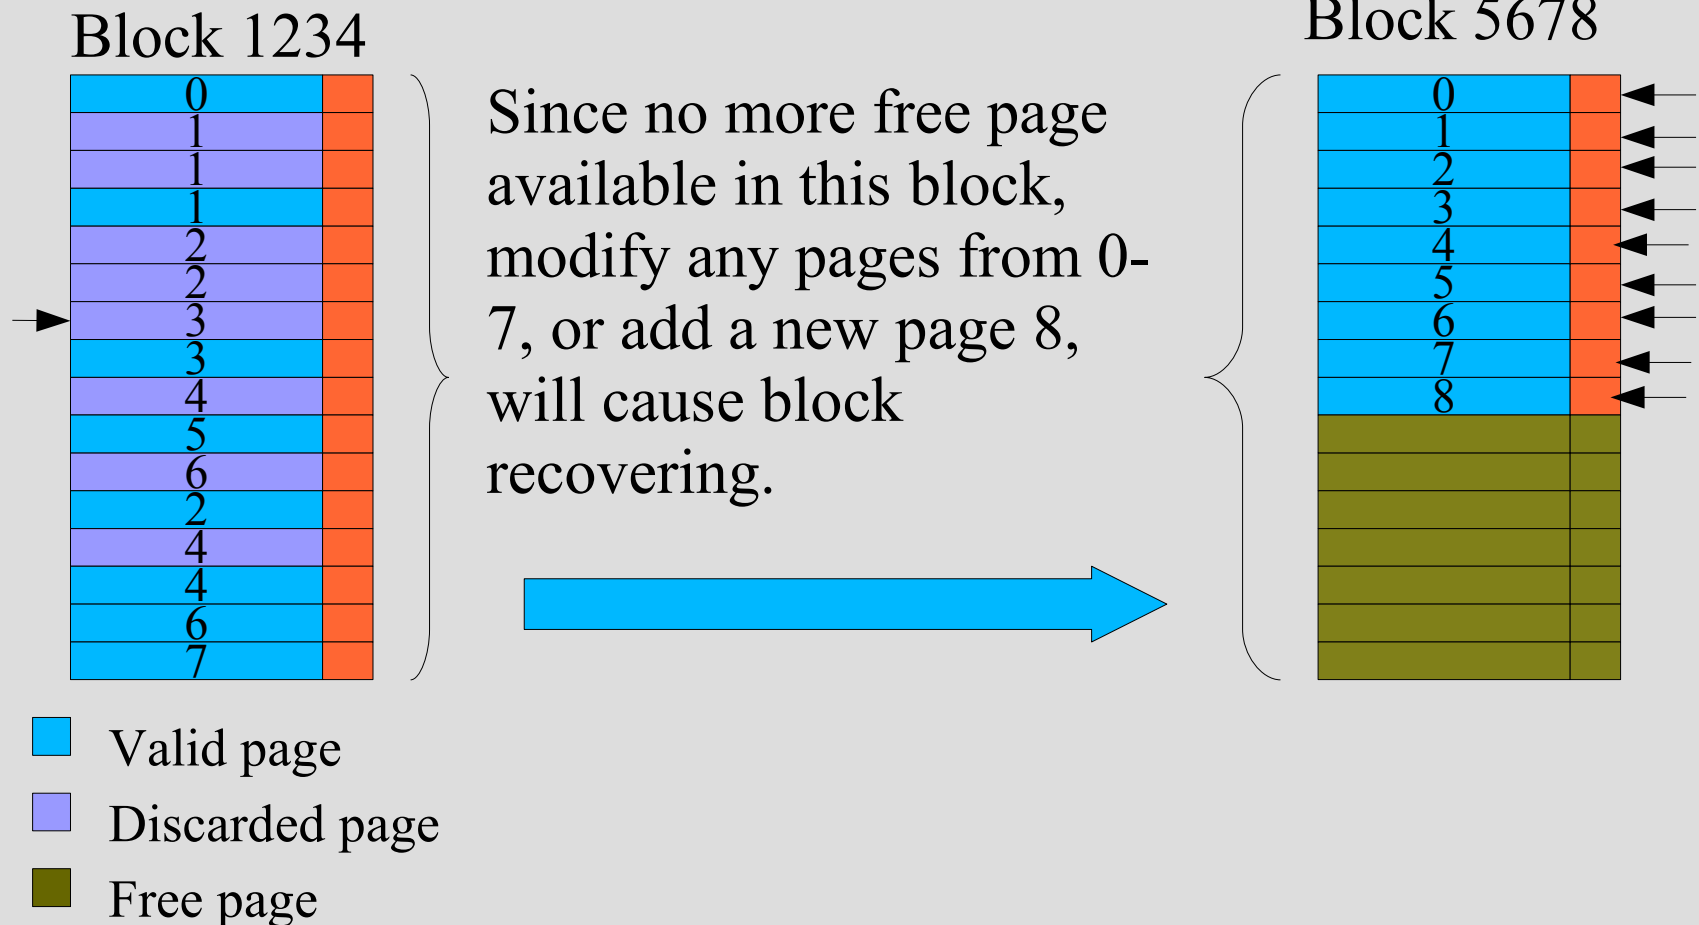 Block 1234
0
1
1
1
2
2
3
3
4
5
6
2
4
4
6
7
Since no more free page
available in this block,
modify any pages from 0-
7, or add a new page 8,
will cause block
recovering.
Block 5678
0
1
2
3
4
5
6
7
8
Valid page
Discarded page
Free page